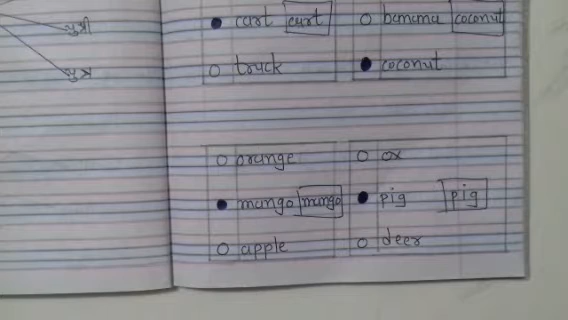 पुत्री
पुत्र
cart cart
banana coconut
truck
coconut
orange
ox
mango mango
pig pig
apple
deer